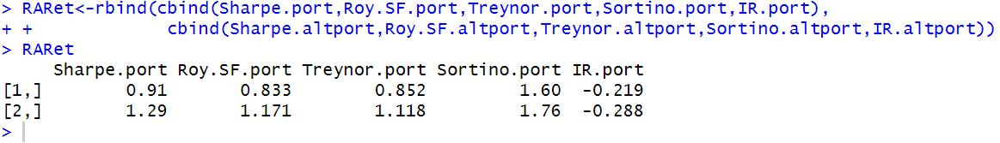 > RARet<-rbind(cbind(Sharpe.port,Roy.SF.port,Treynor.port,Sortino.port,IR.port),
+ +           cbind(Sharpe.altport,Roy.SF.altport,Treynor.altport,Sortino.altport,IR.altport))
> RARet
     Sharpe.port Roy.SF.port Treynor.port Sortino.port IR.port
[1,]        0.91       0.833        0.852         1.60  -0.219
[2,]        1.29       1.171        1.118         1.76  -0.288
>